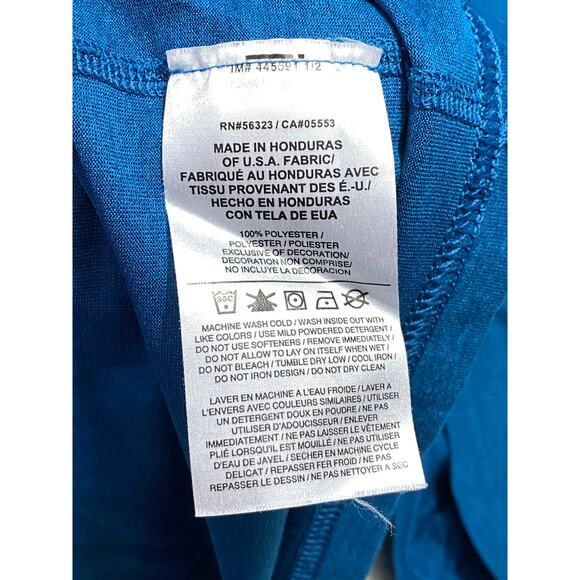 IM# 445591 1/2
RN#56323 / CA#05553
MADE IN HONDURAS
OF U.S.A. FABRIC/
FABRIQUÉ AU HONDURAS AVEC
TISSU PROVENANT DES É.-U./
HECHO EN HONDURAS
CON TELA DE EUA
100% POLYESTER /
POLYESTER / POLIESTER
EXCLUSIVE OF DECORATION/
DECORATION NON COMPRISE/
NO INCLUYE LA DECORACION
MACHINE WASH COLD / WASH INSIDE OUT WITH
LIKE COLORS / USE MILD POWDERED DETERGENT /
DO NOT USE SOFTENERS / REMOVE IMMEDIATELY /
DO NOT ALLOW TO LAY ON ITSELF WHEN WET /
DO NOT BLEACH / TUMBLE DRY LOW / COOL IRON /
DO NOT IRON DESIGN / DO NOT DRY CLEAN
LAVER EN MACHINE A L'EAU FROIDE / LAVER A
L'ENVERS AVEC COULEURS SIMILAIRES / UTILISER
UN DETERGENT DOUX EN POUDRE / NE PAS
UTILISER D'ADOUCISSEUR / ENLEVER
IMMEDIATEMENT / NE PAS LAISSER LE VÊTEMENT
PLIÉ LORSQU'IL EST MOUILLÉ / NE PAS UTILISER
D'EAU DE JAVEL / SECHER EN MACHINE CYCLE
DELICAT / REPASSER FER FROID / NE PAS
REPASSER LE DESSIN / NE PAS NETTOYER A SEC